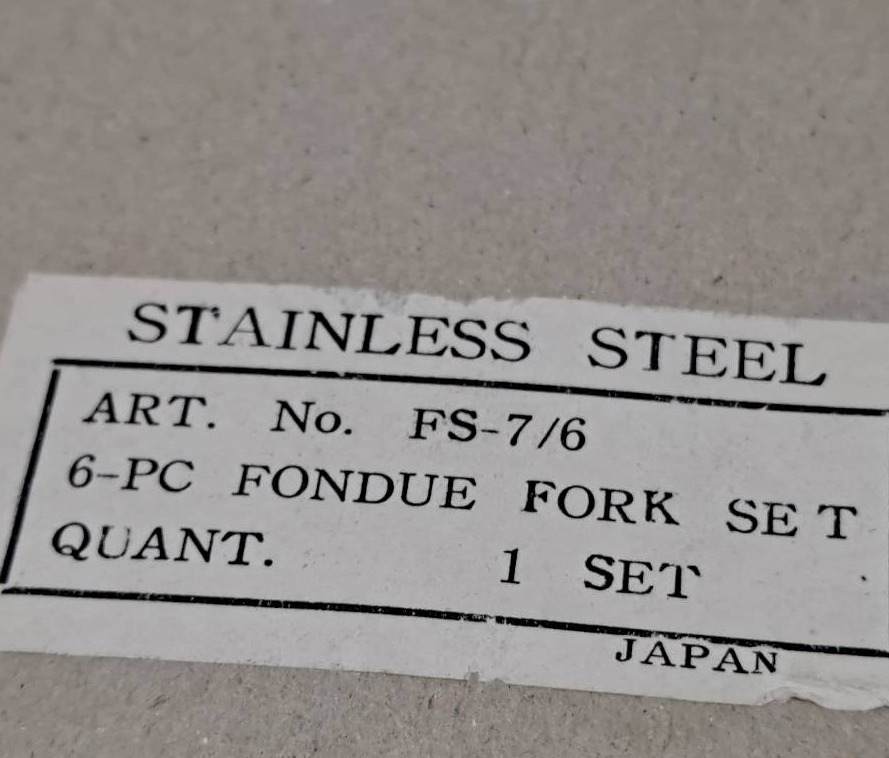 STAINLESS STEEL
ART. No. FS-7/6
6-PC FONDUE FORK SET
QUANT. 1 SET
JAPAN